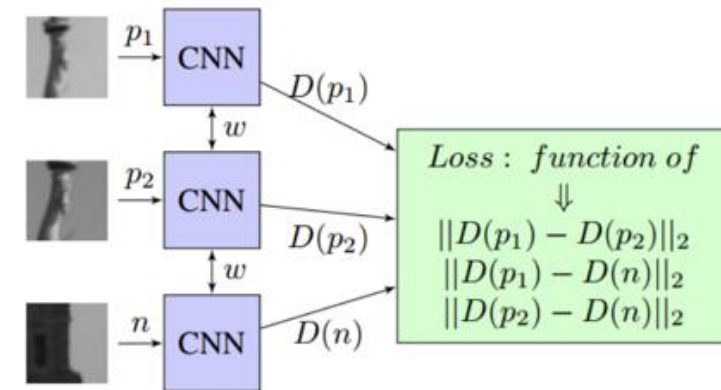 p₁
CNN
D(p₁)
w
p₂
CNN
D(p₂)
w
n
CNN
D(n)
Loss : function of
⇓
||D(p₁) − D(p₂)||₂
||D(p₁) − D(n)||₂
||D(p₂) − D(n)||₂